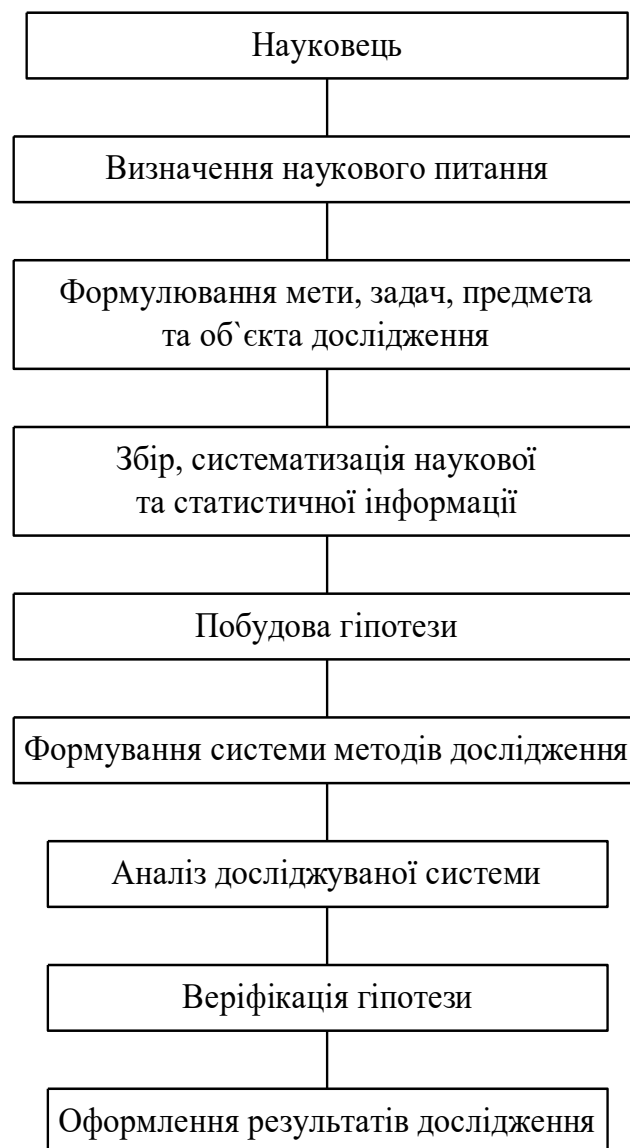 Науковець
Визначення наукового питання
Формулювання мети, задач, предмета
та об`єкта дослідження
Збір, систематизація наукової
та статистичної інформації
Побудова гіпотези
Формування системи методів дослідження
Аналіз досліджуваної системи
Веріфікація гіпотези
Оформлення результатів дослідження